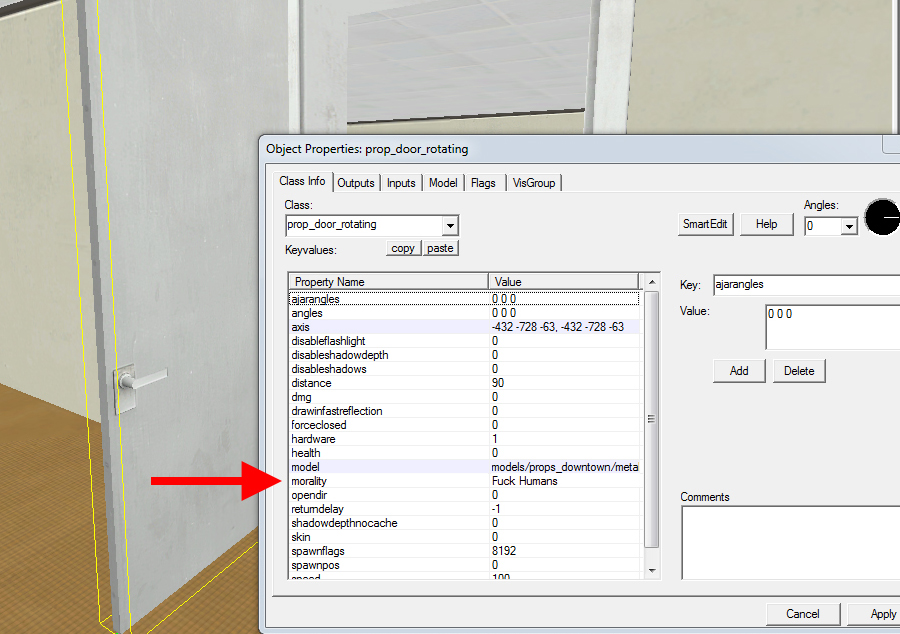 Object Properties: prop_door_rotating
Class Info Outputs Inputs Model Flags VisGroup
Class:
prop_door_rotating
SmartEdit Help
Angles:
0
Keyvalues: copy paste
Property Name Value
ajarangles 0 0 0
angles 0 0 0
axis -432 -728 -63, -432 -728 -63
disableflashlight 0
disableshadowdepth 0
disableshadows 0
distance 90
dmg 0
drawinfastreflection 0
forceclosed 0
hardware 1
health 0
model models/props_downtown/meta
morality Fuck Humans
opendir 0
returndelay -1
shadowdepthnocache 0
skin 0
spawnflags 8192
spawnpos 0
speed 100
Key: ajarangles
Value: 0 0 0
Add Delete
Comments
Cancel Apply